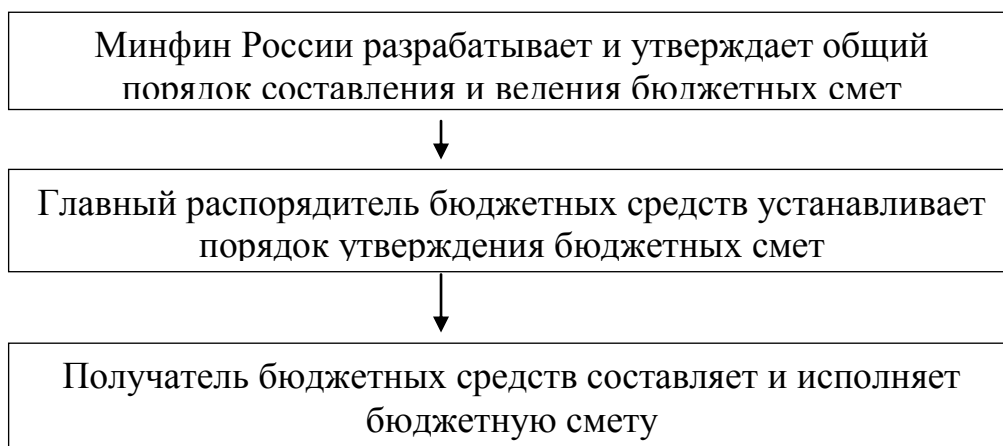 Минфин России разрабатывает и утверждает общий
порядок составления и ведения бюджетных смет
Главный распорядитель бюджетных средств устанавливает
порядок утверждения бюджетных смет
Получатель бюджетных средств составляет и исполняет
бюджетную смету